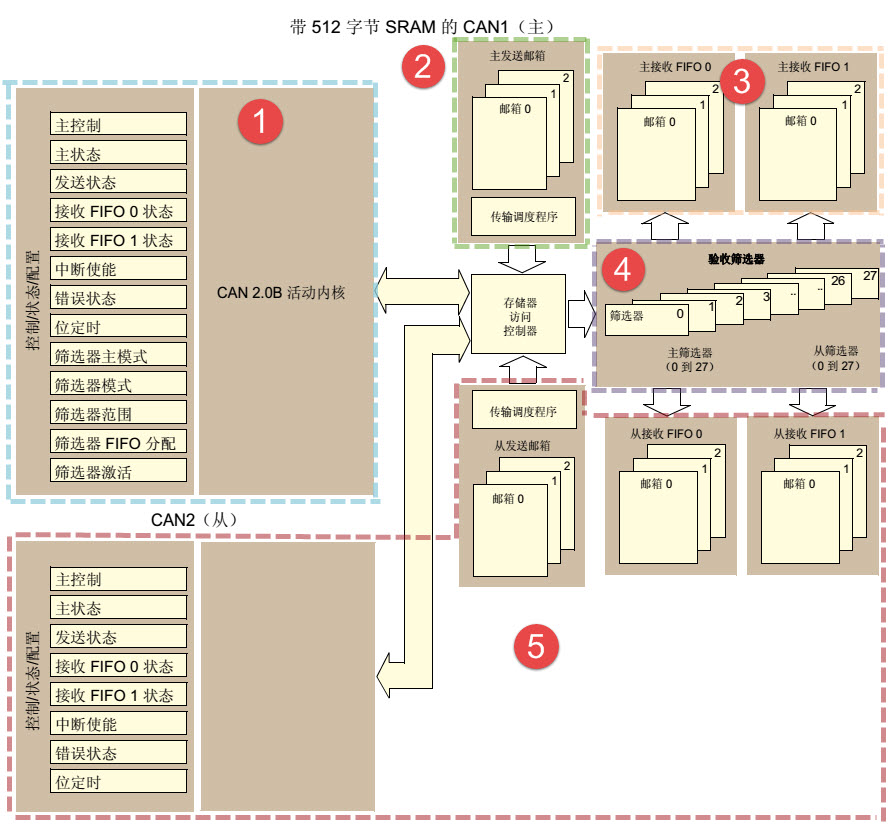 带 512 字节 SRAM 的 CAN1（主）
1
控制/状态/配置
主控制
主状态
发送状态
接收 FIFO 0 状态
接收 FIFO 1 状态
中断使能
错误状态
位定时
筛选器主模式
筛选器模式
筛选器范围
筛选器 FIFO 分配
筛选器激活
CAN 2.0B 活动内核
2
主发送邮箱
2
1
邮箱 0
传输调度程序
3
主接收 FIFO 0
2
1
邮箱 0
主接收 FIFO 1
2
1
邮箱 0
存储器
访问
控制器
4
验收筛选器
筛选器 0 1 2 3 .. .. 26 27
主筛选器
（0 到 27）
从筛选器
（0 到 27）
传输调度程序
从发送邮箱
2
1
邮箱 0
从接收 FIFO 0
2
1
邮箱 0
从接收 FIFO 1
2
1
邮箱 0
CAN2（从）
控制/状态/配置
主控制
主状态
发送状态
接收 FIFO 0 状态
接收 FIFO 1 状态
中断使能
错误状态
位定时
5